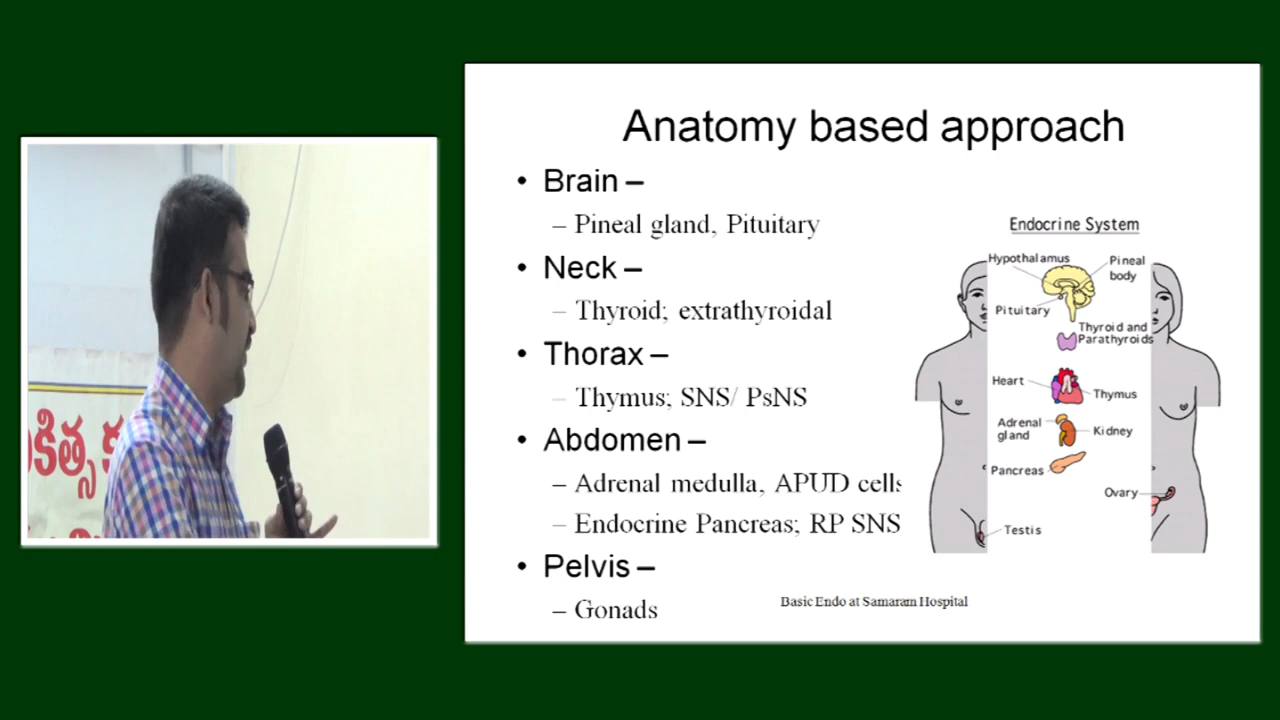 కిత్స
Anatomy based approach
• Brain –
– Pineal gland, Pituitary
• Neck –
– Thyroid; extrathyroidal
• Thorax –
– Thymus; SNS/ PsNS
• Abdomen –
– Adrenal medulla, APUD cells
– Endocrine Pancreas; RP SNS
• Pelvis –
– Gonads
Endocrine System
Hypothalamus
Pineal
body
Pituitary
Thyroid and
Parathyroids
Heart
Thymus
Adrenal
gland
Kidney
Pancreas
Ovary
Testis
Basic Endo at Samaram Hospital